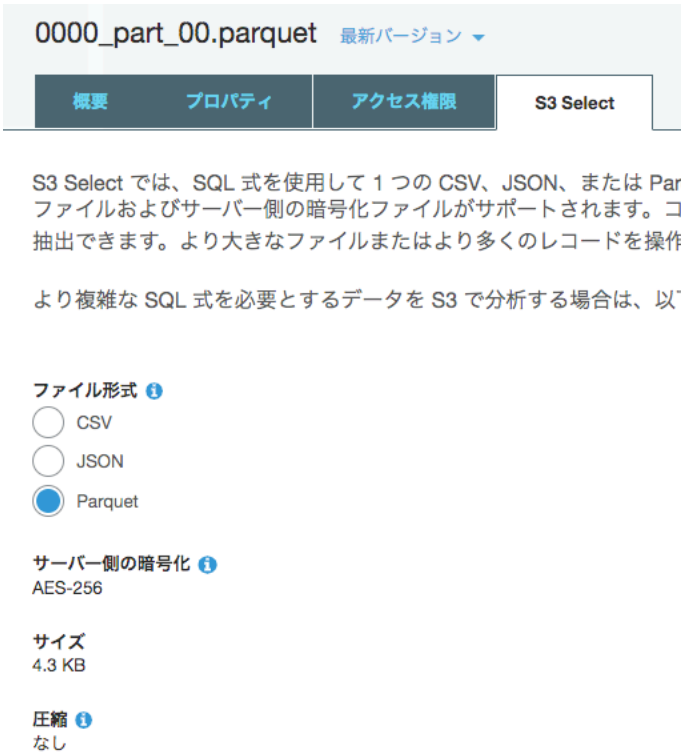 0000_part_00.parquet 最新バージョン
概要 プロパティ アクセス権限 S3 Select
S3 Select では、SQL 式を使用して 1 つの CSV、JSON、または Par
ファイルおよびサーバー側の暗号化ファイルがサポートされます。コ
抽出できます。より大きなファイルまたはより多くのレコードを操作
より複雑な SQL 式を必要とするデータを S3 で分析する場合は、以
ファイル形式
CSV
JSON
Parquet
サーバー側の暗号化
AES-256
サイズ
4.3 KB
圧縮
なし